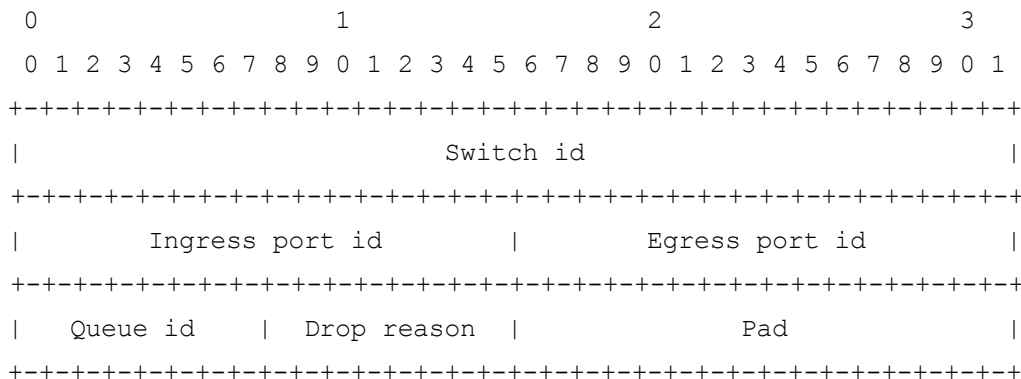 0                   1                   2                   3
0 1 2 3 4 5 6 7 8 9 0 1 2 3 4 5 6 7 8 9 0 1 2 3 4 5 6 7 8 9 0 1
+-+-+-+-+-+-+-+-+-+-+-+-+-+-+-+-+-+-+-+-+-+-+-+-+-+-+-+-+-+-+-+-+
|                           Switch id                           |
+-+-+-+-+-+-+-+-+-+-+-+-+-+-+-+-+-+-+-+-+-+-+-+-+-+-+-+-+-+-+-+-+
|        Ingress port id        |        Egress port id         |
+-+-+-+-+-+-+-+-+-+-+-+-+-+-+-+-+-+-+-+-+-+-+-+-+-+-+-+-+-+-+-+-+
|   Queue id    |  Drop reason  |              Pad              |
+-+-+-+-+-+-+-+-+-+-+-+-+-+-+-+-+-+-+-+-+-+-+-+-+-+-+-+-+-+-+-+-+